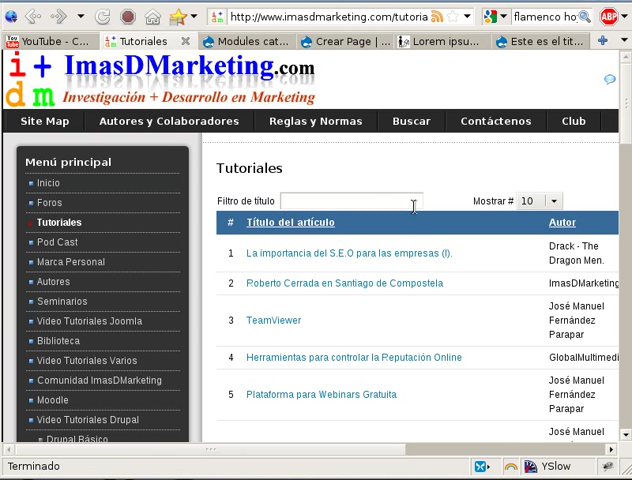 http://www.imasdmarketing.com/tutoria
flamenco ho
ABP
YouTube - C...
Tutoriales
Modules cat...
Crear Page | ...
Lorem ipsu...
Este es el tit...
i + d m
ImasDMarketing.com
Investigación + Desarrollo en Marketing
Site Map
Autores y Colaboradores
Reglas y Normas
Buscar
Contáctenos
Club
Menú principal
Inicio
Foros
Tutoriales
Pod Cast
Marca Personal
Autores
Seminarios
Video Tutoriales Joomla
Biblioteca
Video Tutoriales Varios
Comunidad ImasDMarketing
Moodle
Video Tutoriales Drupal
Drupal Básico
Tutoriales
Filtro de título
Mostrar # 10
# Título del artículo Autor
1 La importancia del S.E.O para las empresas (I). Drack - The
Dragon Men.
2 Roberto Cerrada en Santiago de Compostela ImasDMarketing
3 TeamViewer José Manuel
Fernández
Parapar
4 Herramientas para controlar la Reputación Online GlobalMultimedi
5 Plataforma para Webinars Gratuita José Manuel
Fernández
Parapar
José Manuel
Terminado
YSlow